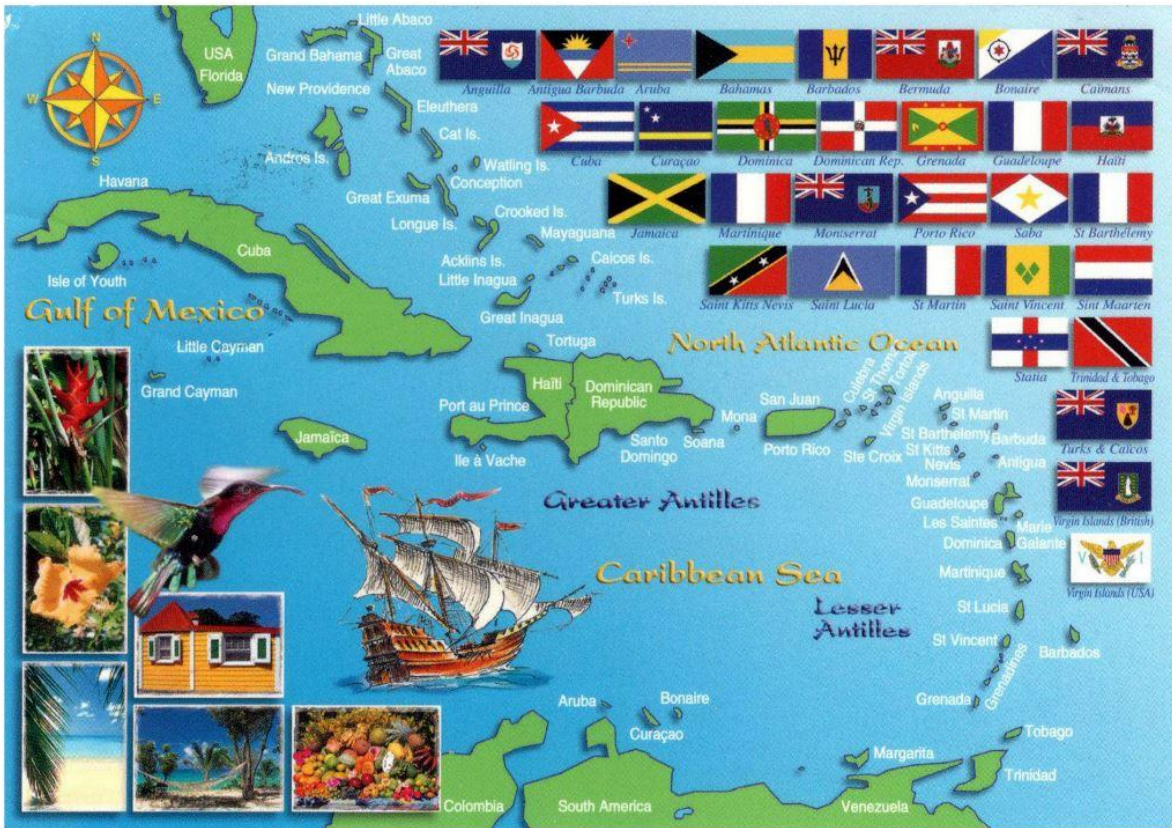 N
W
E
S
USA
Florida
Little Abaco
Grand Bahama
Great
Abaco
New Providence
Eleuthera
Cat Is.
Andros Is.
Watling Is.
Conception
Great Exuma
Longue Is.
Crooked Is.
Mayaguana
Acklins Is.
Little Inagua
Caicos Is.
Turks Is.
Great Inagua
Havana
Cuba
Isle of Youth
Gulf of Mexico
Little Cayman
Grand Cayman
Tortuga
Haïti
Dominican
Republic
Port au Prince
Jamaïca
Ile à Vache
Santo
Domingo
Soana
Mona
San Juan
Porto Rico
North Atlantic Ocean
Culebra
St Thomas
Tortola
Virgin Islands
Ste Croix
Anguilla
St Martin
St Barthelemy
Barbuda
St Kitts
Nevis
Antigua
Monserrat
Guadeloupe
Les Saintes
Marie
Galante
Dominica
Martinique
St Lucia
St Vincent
Barbados
Grenadines
Grenada
Greater Antilles
Caribbean Sea
Lesser
Antilles
Aruba
Bonaire
Curaçao
Tobago
Margarita
Trinidad
Colombia
South America
Venezuela
Anguilla
Antigua Barbuda
Aruba
Bahamas
Barbados
Bermuda
Bonaire
Caïmans
Cuba
Curaçao
Dominica
Dominican Rep.
Grenada
Guadeloupe
Haïti
Jamaica
Martinique
Montserrat
Porto Rico
Saba
St Barthélemy
Saint Kitts Nevis
Saint Lucia
St Martin
Saint Vincent
Sint Maarten
Statia
Trinidad & Tobago
Turks & Caicos
Virgin Islands (British)
V I
Virgin Islands (USA)